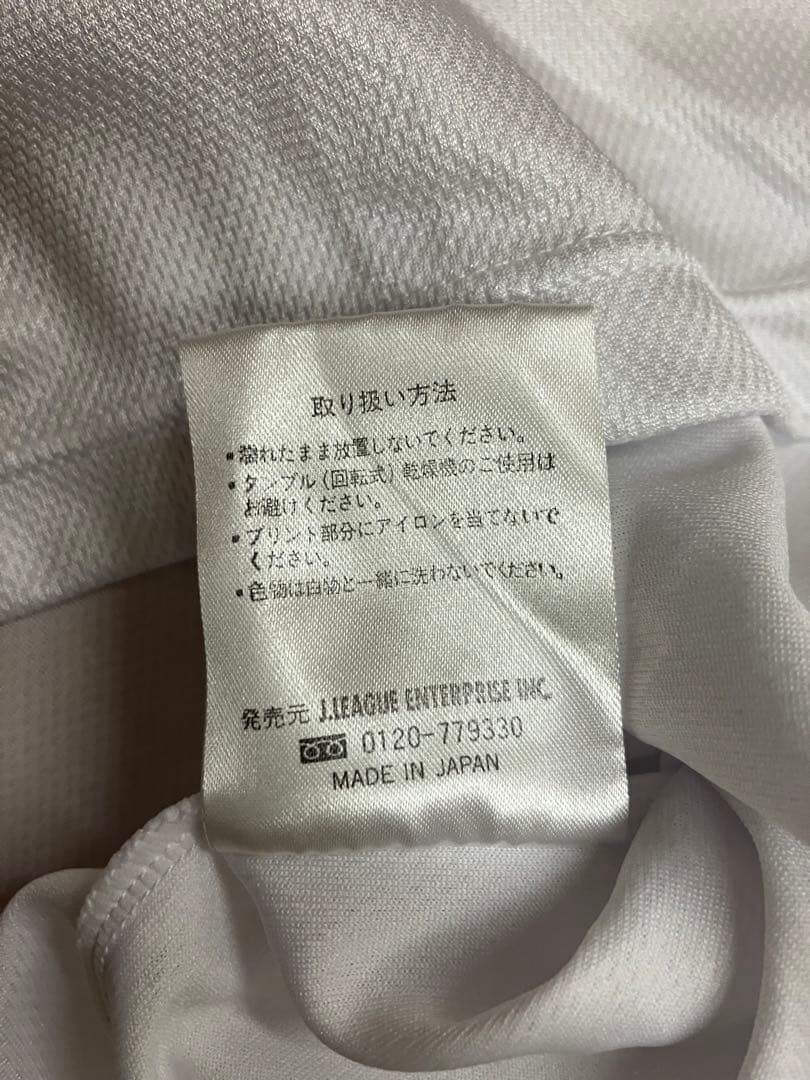 取り扱い方法
・濡れたまま放置しないでください。
・タンブル(回転式)乾燥機のご使用は
お避けください。
・プリント部分にアイロンを当てないで
ください。
・色物は白物と一緒に洗わないでください。
発売元 J.LEAGUE ENTERPRISE INC.
0120-779330
MADE IN JAPAN